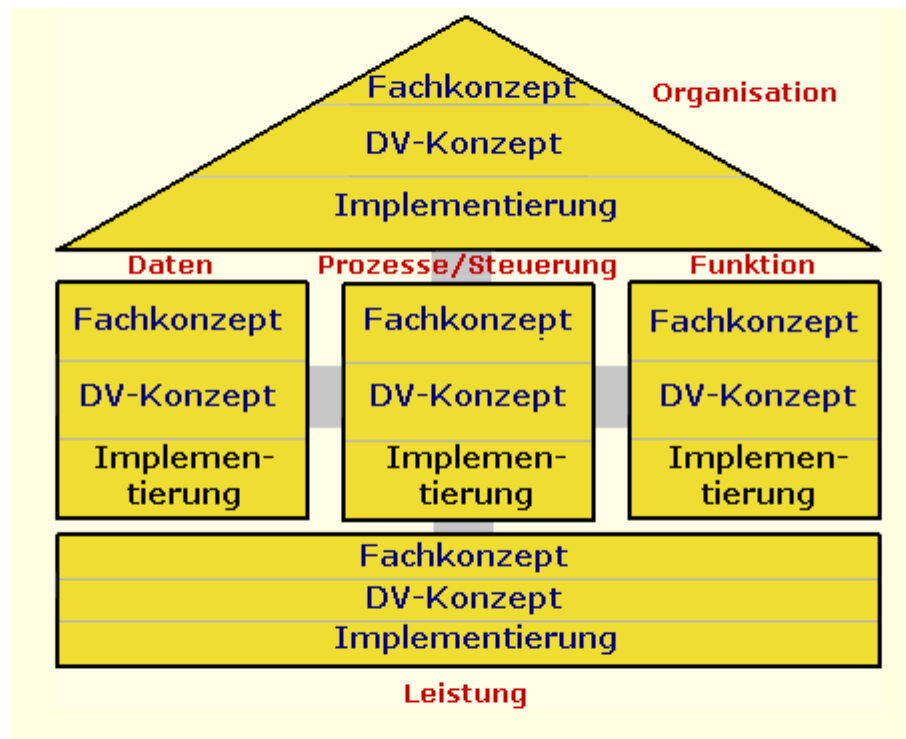 Fachkonzept
Organisation
DV-Konzept
Implementierung
Daten
Prozesse/Steuerung
Funktion
Fachkonzept
DV-Konzept
Implemen-
tierung
Fachkonzept
DV-Konzept
Implemen-
tierung
Fachkonzept
DV-Konzept
Implemen-
tierung
Fachkonzept
DV-Konzept
Implementierung
Leistung